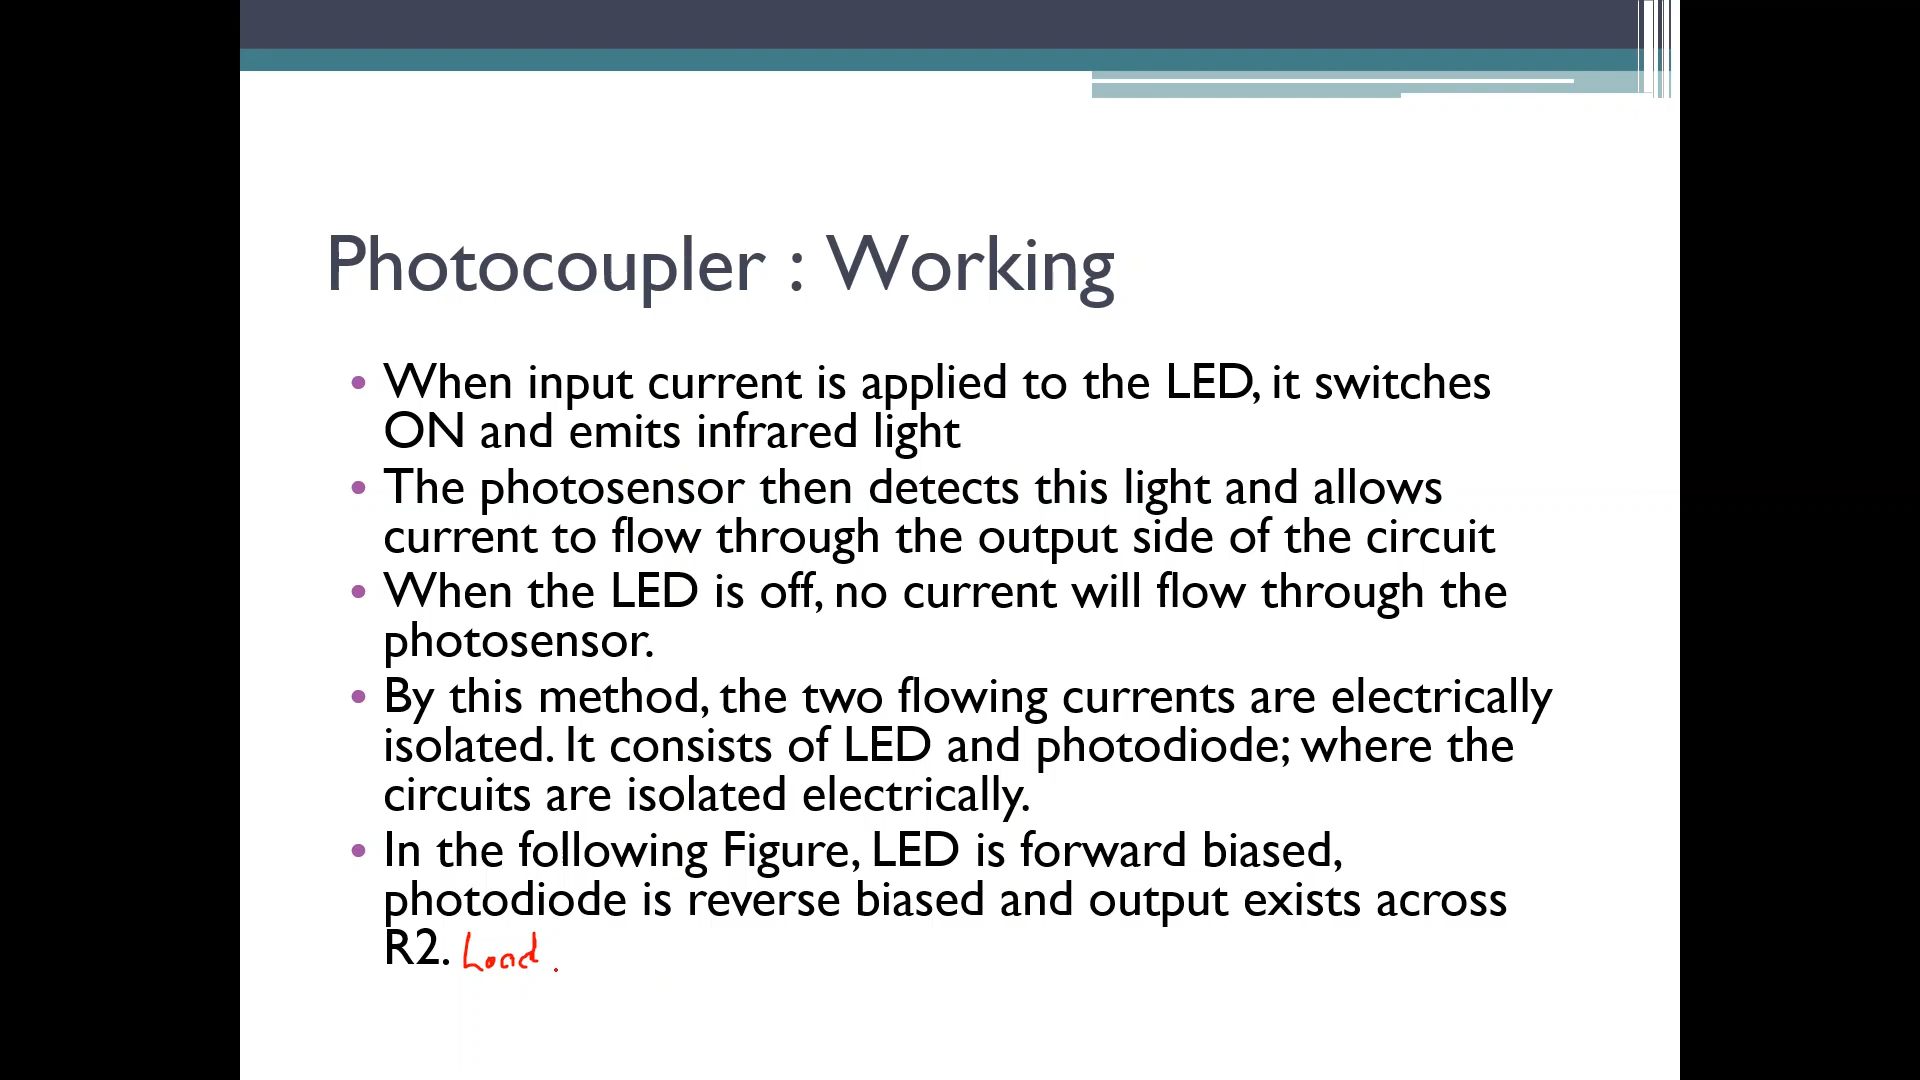 Photocoupler : Working
• When input current is applied to the LED, it switches
ON and emits infrared light
• The photosensor then detects this light and allows
current to flow through the output side of the circuit
• When the LED is off, no current will flow through the
photosensor.
• By this method, the two flowing currents are electrically
isolated. It consists of LED and photodiode; where the
circuits are isolated electrically.
• In the following Figure, LED is forward biased,
photodiode is reverse biased and output exists across
R2. Load .